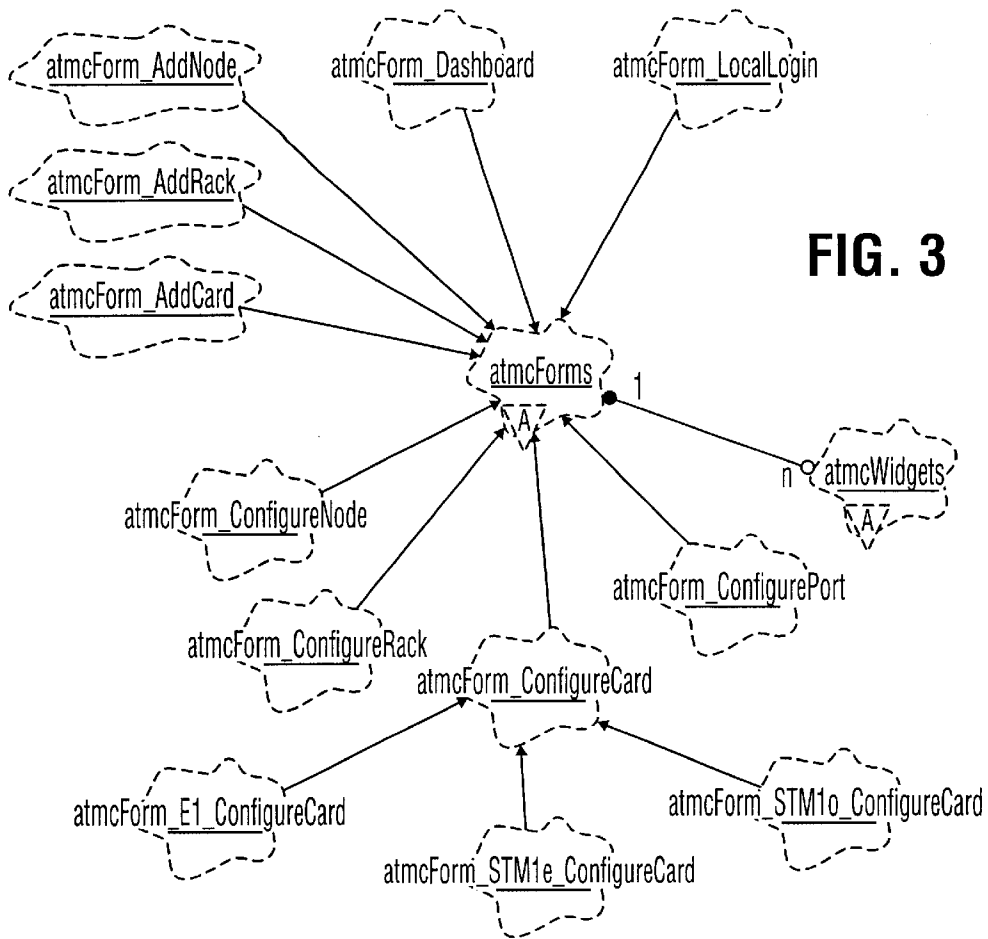 atmcForm_AddNode
atmcForm_Dashboard
atmcForm_LocalLogin
atmcForm_AddRack
FIG. 3
atmcForm_AddCard
atmcForms
A
1
n
atmcWidgets
A
atmcForm_ConfigureNode
atmcForm_ConfigurePort
atmcForm_ConfigureRack
atmcForm_ConfigureCard
atmcForm_E1_ConfigureCard
atmcForm_STM1o_ConfigureCard
atmcForm_STM1e_ConfigureCard